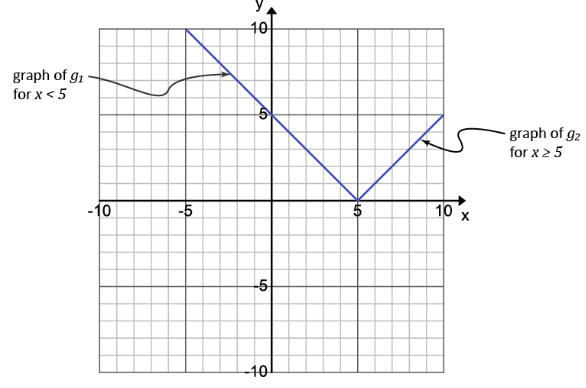 y
10
graph of g1
for x < 5
5
graph of g2
for x ≥ 5
-10
-5
5
10
x
-5
-10